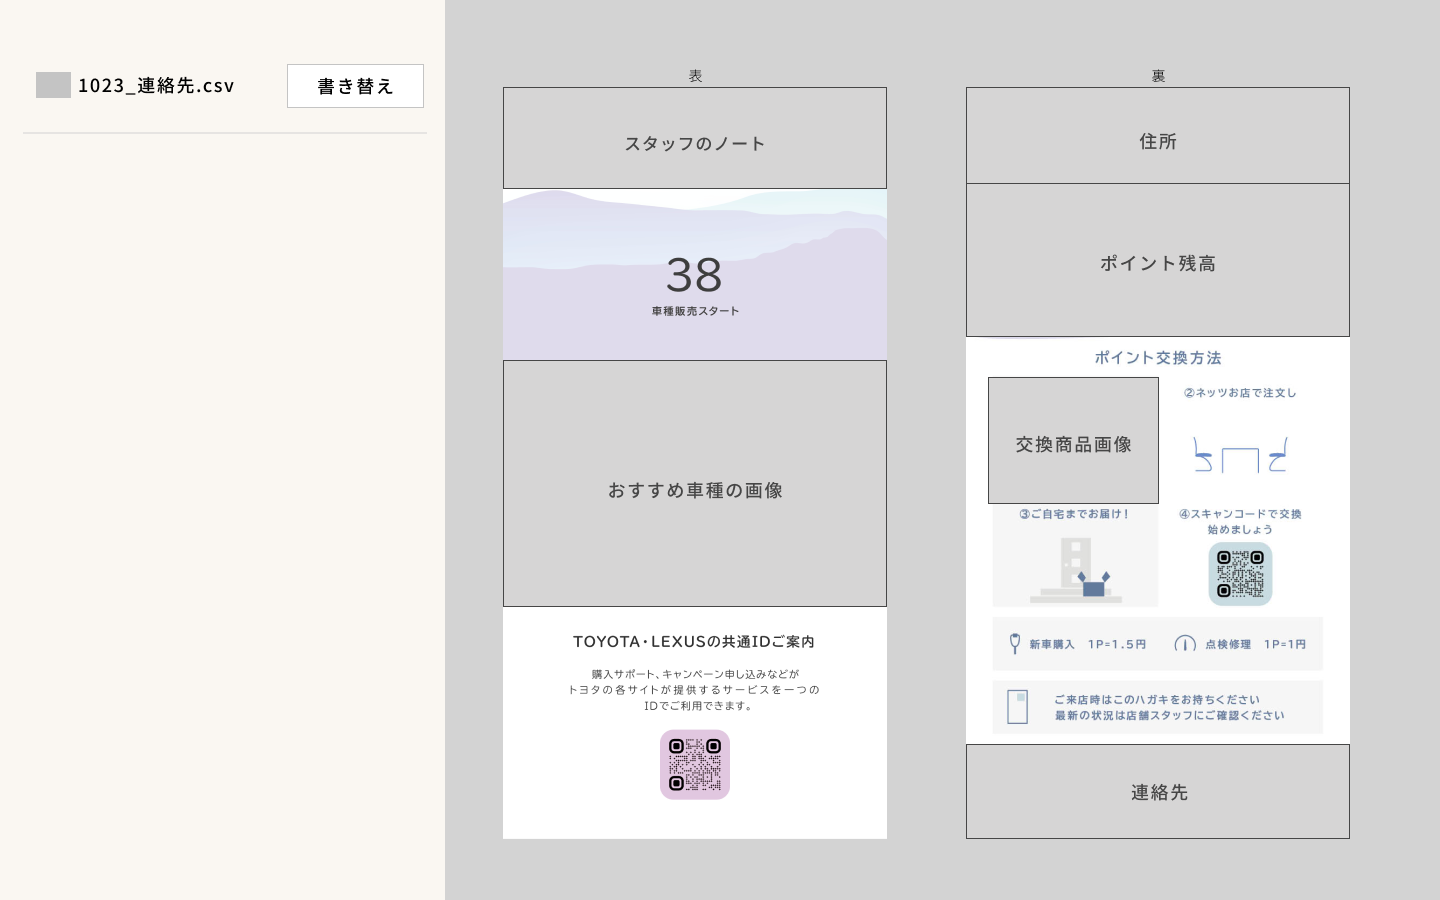 1023_連絡先.csv
書き替え
表
スタッフのノート
38
車種販売スタート
おすすめ車種の画像
TOYOTA・LEXUSの共通IDご案内
購入サポート、キャンペーン申し込みなどが
トヨタの各サイトが提供するサービスを一つの
IDでご利用できます。
裏
住所
ポイント残高
ポイント交換方法
交換商品画像
②ネッツお店で注文し
③ご自宅までお届け！
④スキャンコードで交換
始めましょう
新車購入　1P=1.5円
点検修理　1P=1円
ご来店時はこのハガキをお持ちください
最新の状況は店舗スタッフにご確認ください
連絡先